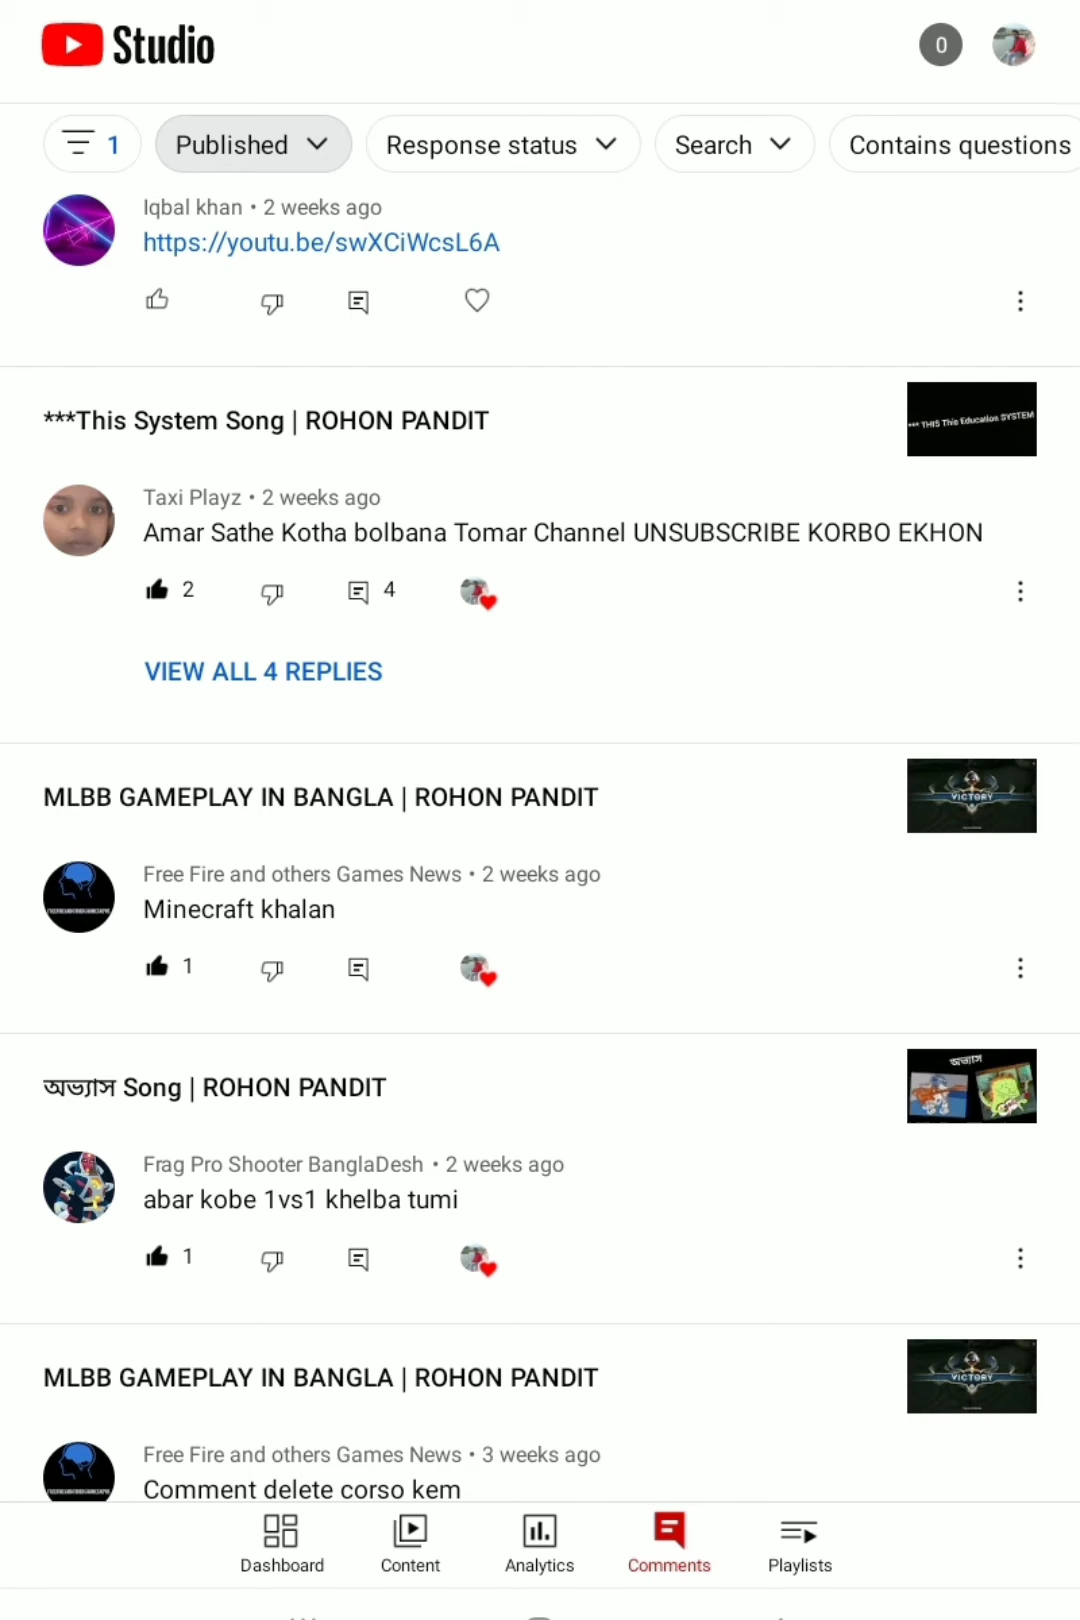 Studio
0
1
Published
Response status
Search
Contains questions
Iqbal khan • 2 weeks ago
https://youtu.be/swXCiWcsL6A
***This System Song | ROHON PANDIT
*** THIS This Education SYSTEM
Taxi Playz • 2 weeks ago
Amar Sathe Kotha bolbana Tomar Channel UNSUBSCRIBE KORBO EKHON
2
4
VIEW ALL 4 REPLIES
MLBB GAMEPLAY IN BANGLA | ROHON PANDIT
VICTORY
Free Fire and others Games News • 2 weeks ago
Minecraft khalan
1
অভ্যাস Song | ROHON PANDIT
অভ্যাস
Frag Pro Shooter BanglaDesh • 2 weeks ago
abar kobe 1vs1 khelba tumi
1
MLBB GAMEPLAY IN BANGLA | ROHON PANDIT
VICTORY
Free Fire and others Games News • 3 weeks ago
Comment delete corso kem
Dashboard
Content
Analytics
Comments
Playlists